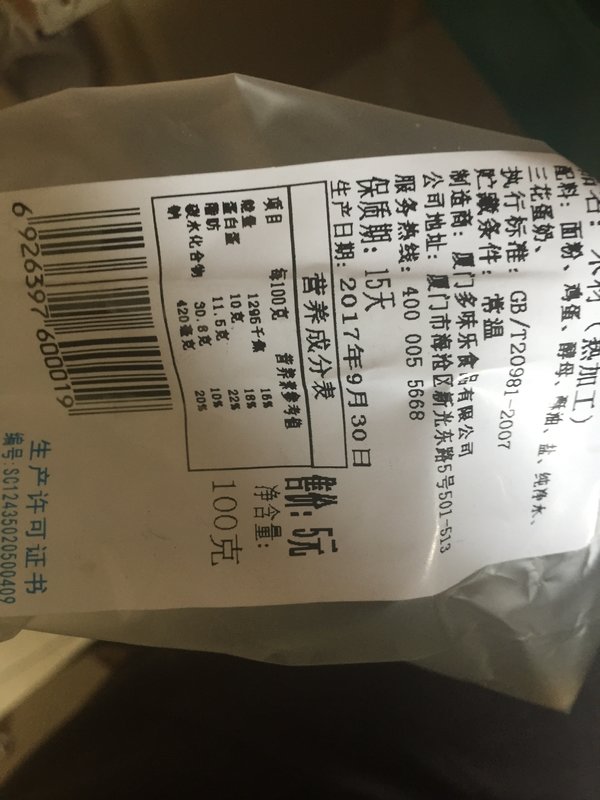 （热加工）
配料：面粉、鸡蛋、酵母、酥油、盐、纯净水、
三花蛋奶、
执行标准：GB/T20981-2007
贮藏条件：常温
制造商：厦门多味乐食品有限公司
公司地址：厦门市海沧区新光东路5号501-513
服务热线：400 005 5668
保质期：15天
生产日期：2017年9月30日
营养成分表
项目 每100克 营养素参考值
能量 1295千焦 15%
蛋白质 10克 16%
脂肪 11.5克 22%
碳水化合物 30.8克 10%
钠 420毫克 20%
售价：5元
净含量：
100克
6 926397 600019
生产许可证书
编号:SC12435020500409